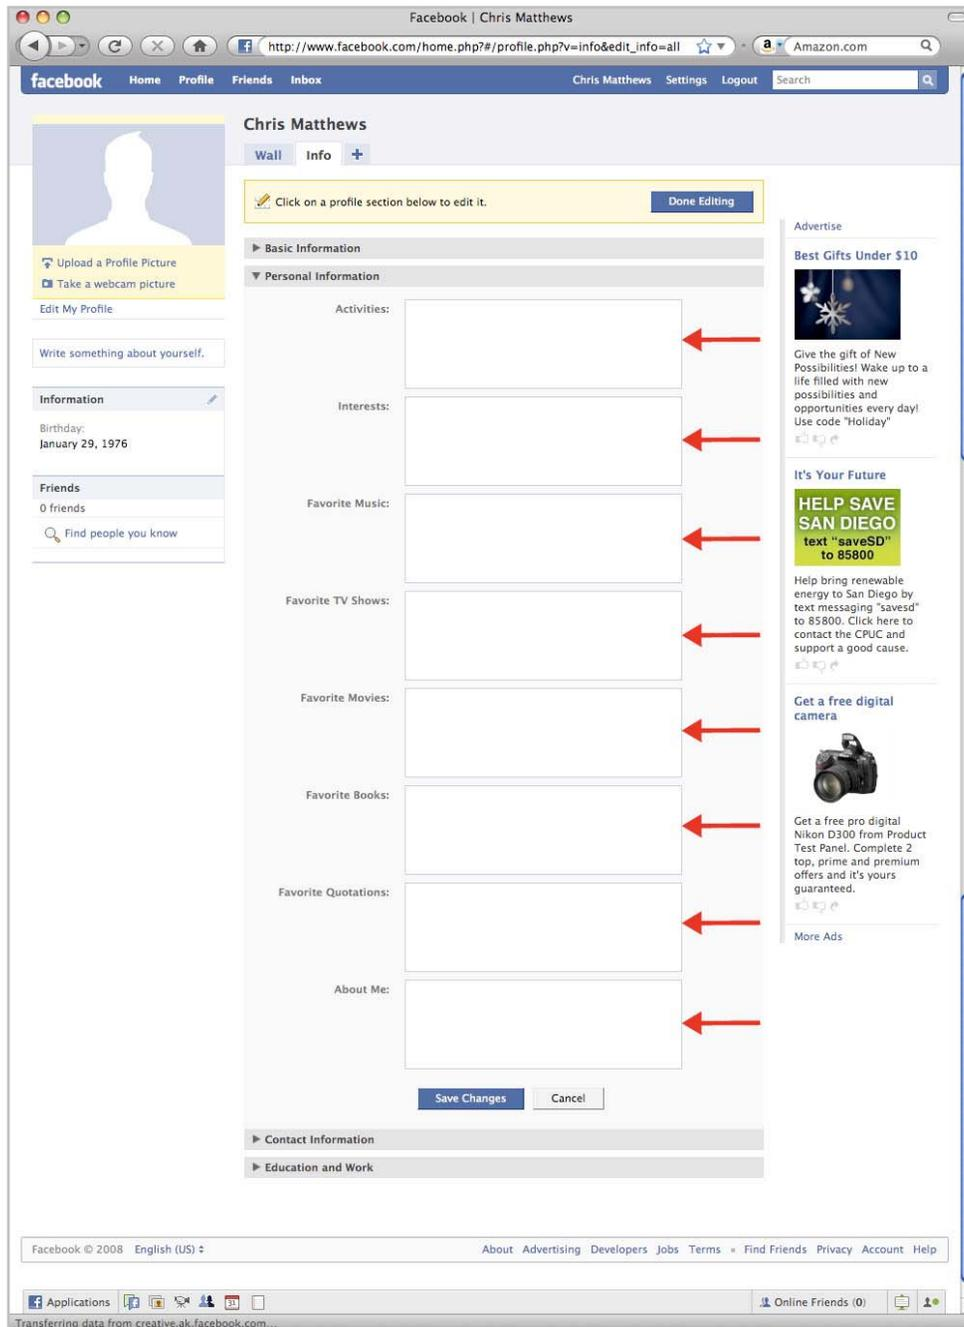 Facebook | Chris Matthews
http://www.facebook.com/home.php?#/profile.php?v=info&edit_info=all
Amazon.com
facebook Home Profile Friends Inbox
Chris Matthews Settings Logout Search
Chris Matthews
Wall Info +
Click on a profile section below to edit it.
Done Editing
Upload a Profile Picture
Take a webcam picture
Edit My Profile
Write something about yourself.
Information
Birthday:
January 29, 1976
Friends
0 friends
Find people you know
Basic Information
Personal Information
Activities:
Interests:
Favorite Music:
Favorite TV Shows:
Favorite Movies:
Favorite Books:
Favorite Quotations:
About Me:
Save Changes
Cancel
Contact Information
Education and Work
Advertise
Best Gifts Under $10
Give the gift of New
Possibilities! Wake up to a
life filled with new
possibilities and
opportunities every day!
Use code "Holiday"
It's Your Future
HELP SAVE
SAN DIEGO
text "saveSD"
to 85800
Help bring renewable
energy to San Diego by
text messaging "savesd"
to 85800. Click here to
contact the CPUC and
support a good cause.
Get a free digital
camera
Get a free pro digital
Nikon D300 from Product
Test Panel. Complete 2
top, prime and premium
offers and it's yours
guaranteed.
More Ads
Facebook © 2008 English (US)
About Advertising Developers Jobs Terms Find Friends Privacy Account Help
Applications
31
Online Friends (0)
1
Transferring data from creative.ak.facebook.com...